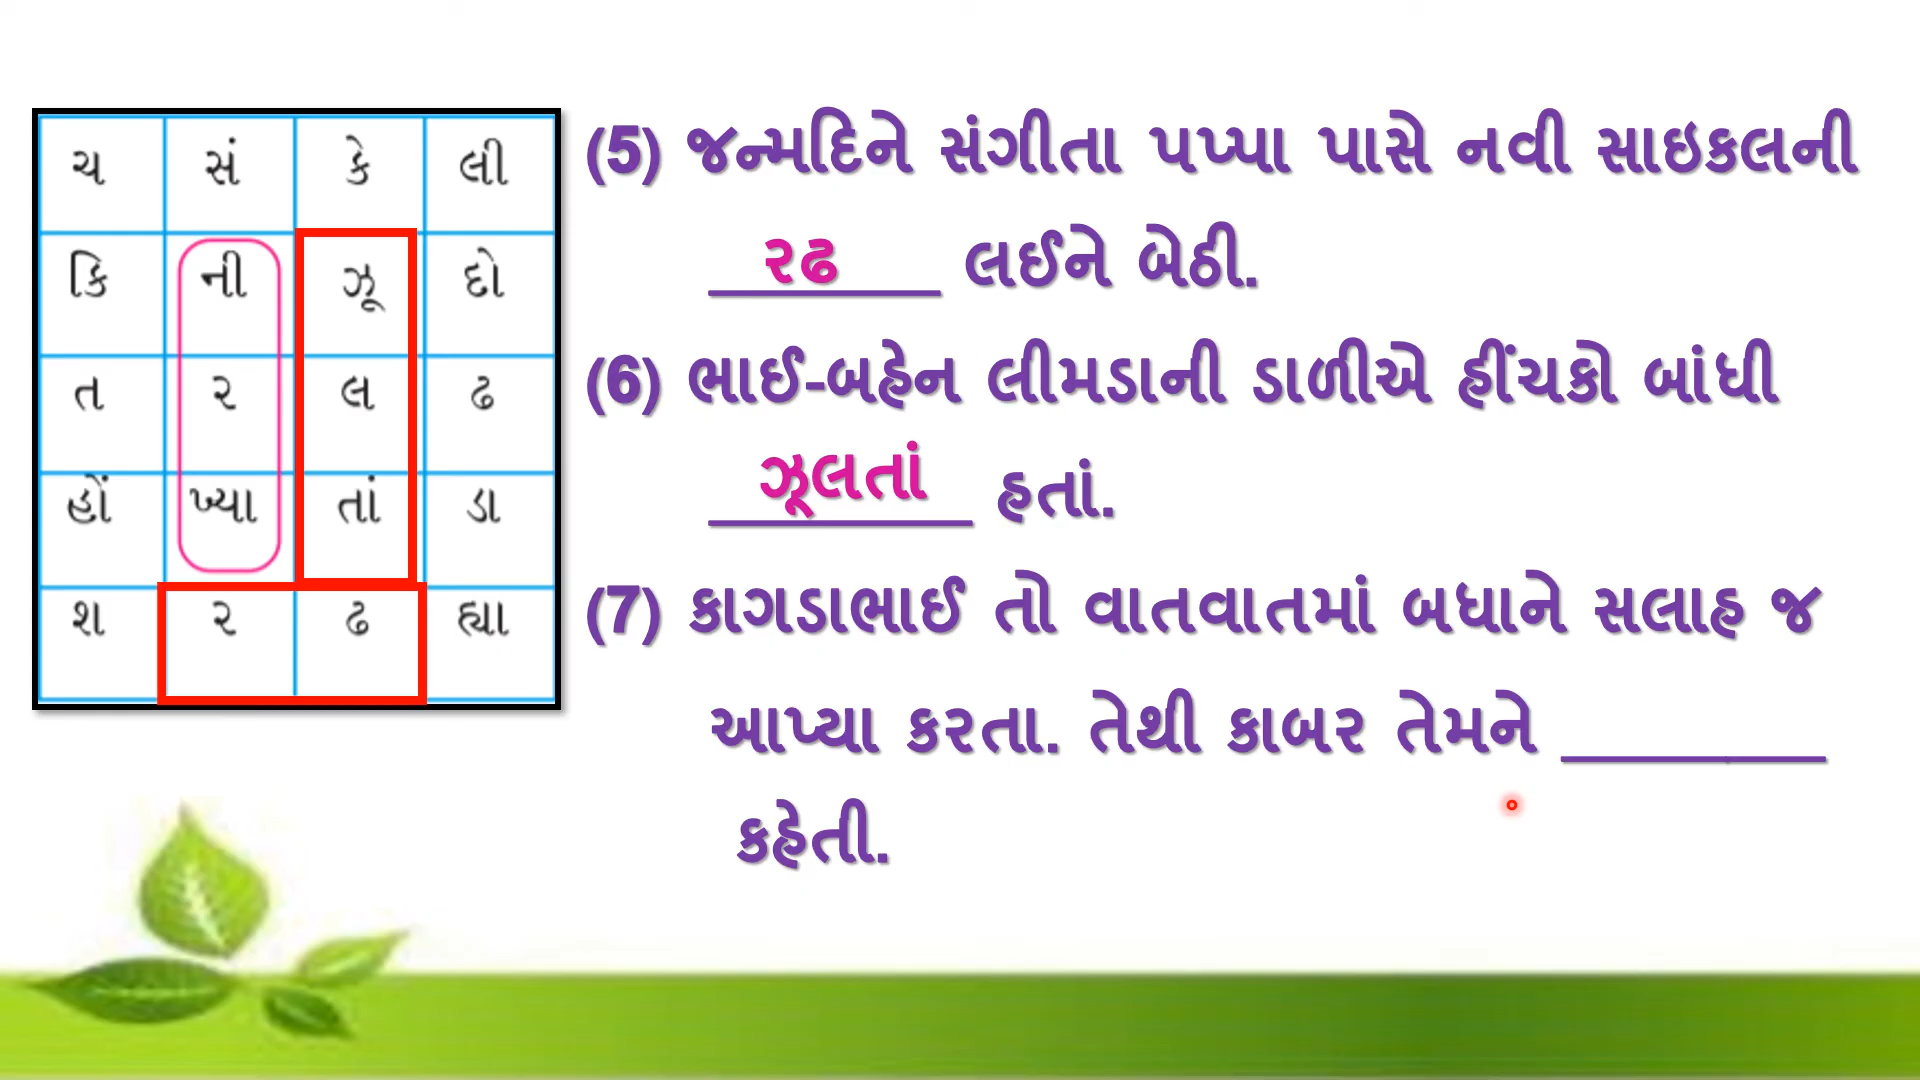 ચ સં કે લી
કિ ની ઝૂ દો
ત ર લ ઢ
હોં ખ્યા તાં ડા
શ ર ઢ હ્યા
(5) જન્મદિને સંગીતા પપ્પા પાસે નવી સાઇકલની
રઢ લઈને બેઠી.
(6) ભાઈ-બહેન લીમડાની ડાળીએ હીંચકો બાંધી
ઝૂલતાં હતાં.
(7) કાગડાભાઈ તો વાતવાતમાં બધાને સલાહ જ
આપ્યા કરતા. તેથી કાબર તેમને ________
કહેતી.